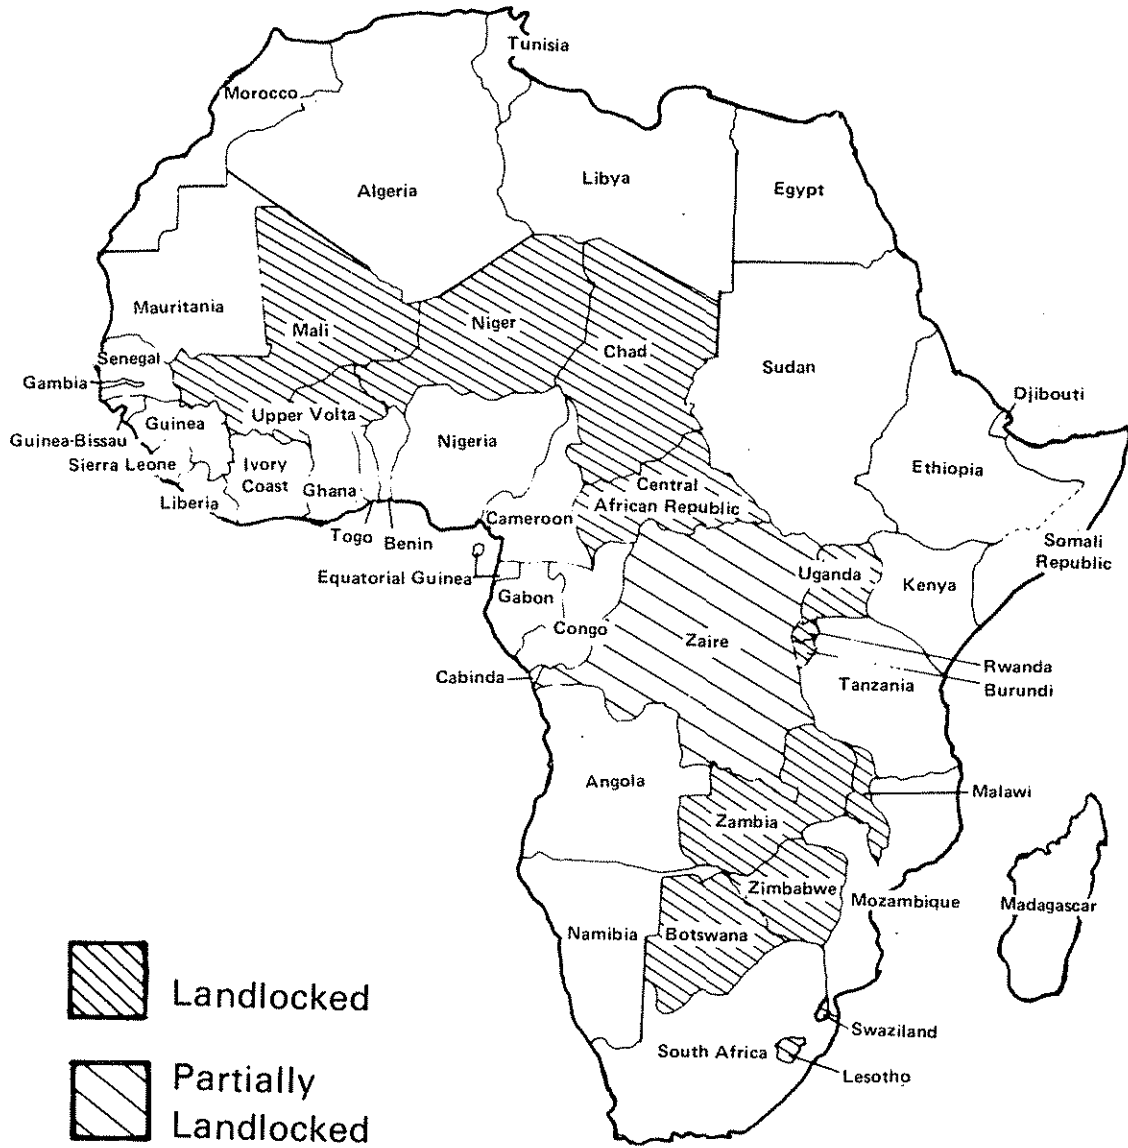 Tunisia
Morocco
Algeria
Libya
Egypt
Mauritania
Mali
Niger
Chad
Sudan
Senegal
Gambia
Djibouti
Upper Volta
Guinea
Guinea-Bissau
Nigeria
Sierra Leone
Ivory
Coast
Ethiopia
Liberia
Ghana
Central
African Republic
Togo
Benin
Cameroon
Somali
Republic
Equatorial Guinea
Uganda
Kenya
Gabon
Congo
Zaire
Rwanda
Cabinda
Tanzania
Burundi
Angola
Malawi
Zambia
Zimbabwe
Mozambique
Madagascar
Namibia
Botswana
Landlocked
Swaziland
South Africa
Lesotho
Partially
Landlocked